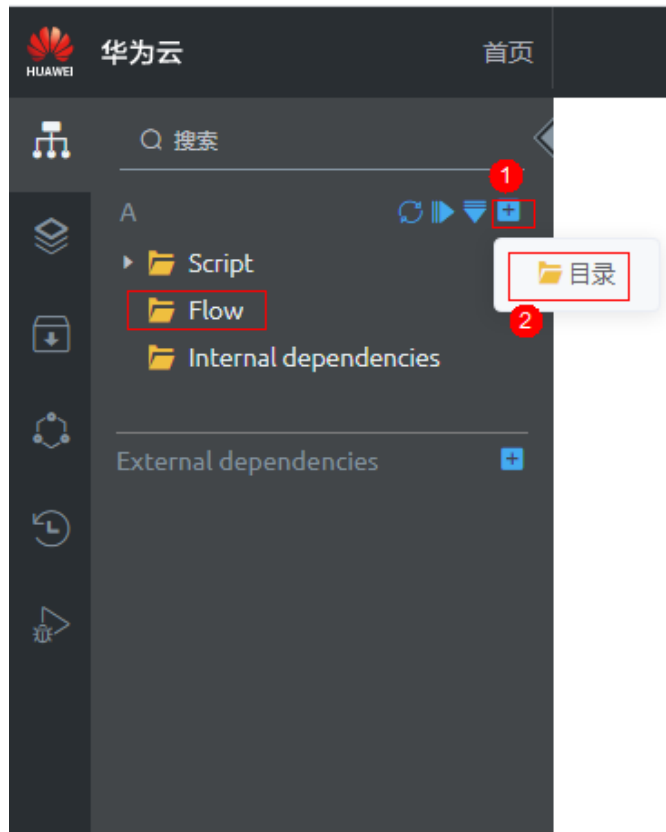 HUAWEI 华为云 首页
搜索
1
A
目录
Script
2
Flow
Internal dependencies
External dependencies